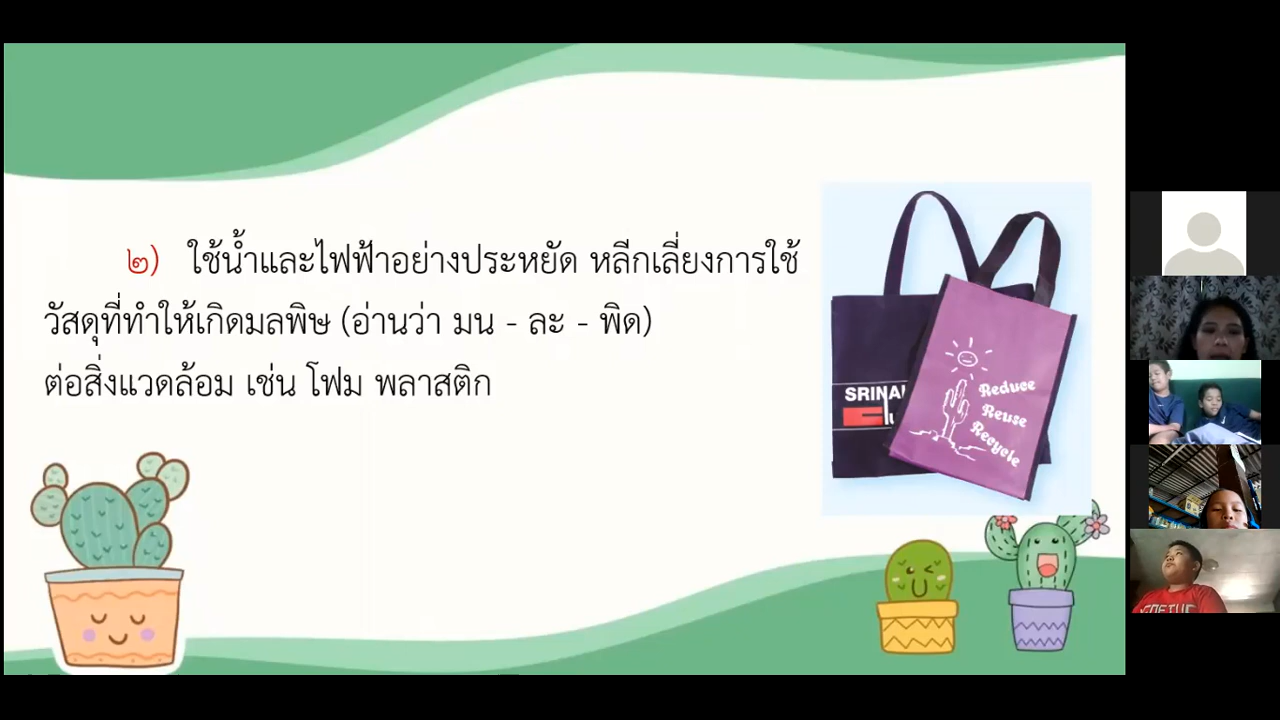 ๒) ใช้น้ำและไฟฟ้าอย่างประหยัด หลีกเลี่ยงการใช้
วัสดุที่ทำให้เกิดมลพิษ (อ่านว่า มน - ละ - พิด)
ต่อสิ่งแวดล้อม เช่น โฟม พลาสติก
Reduce
Reuse
Recycle